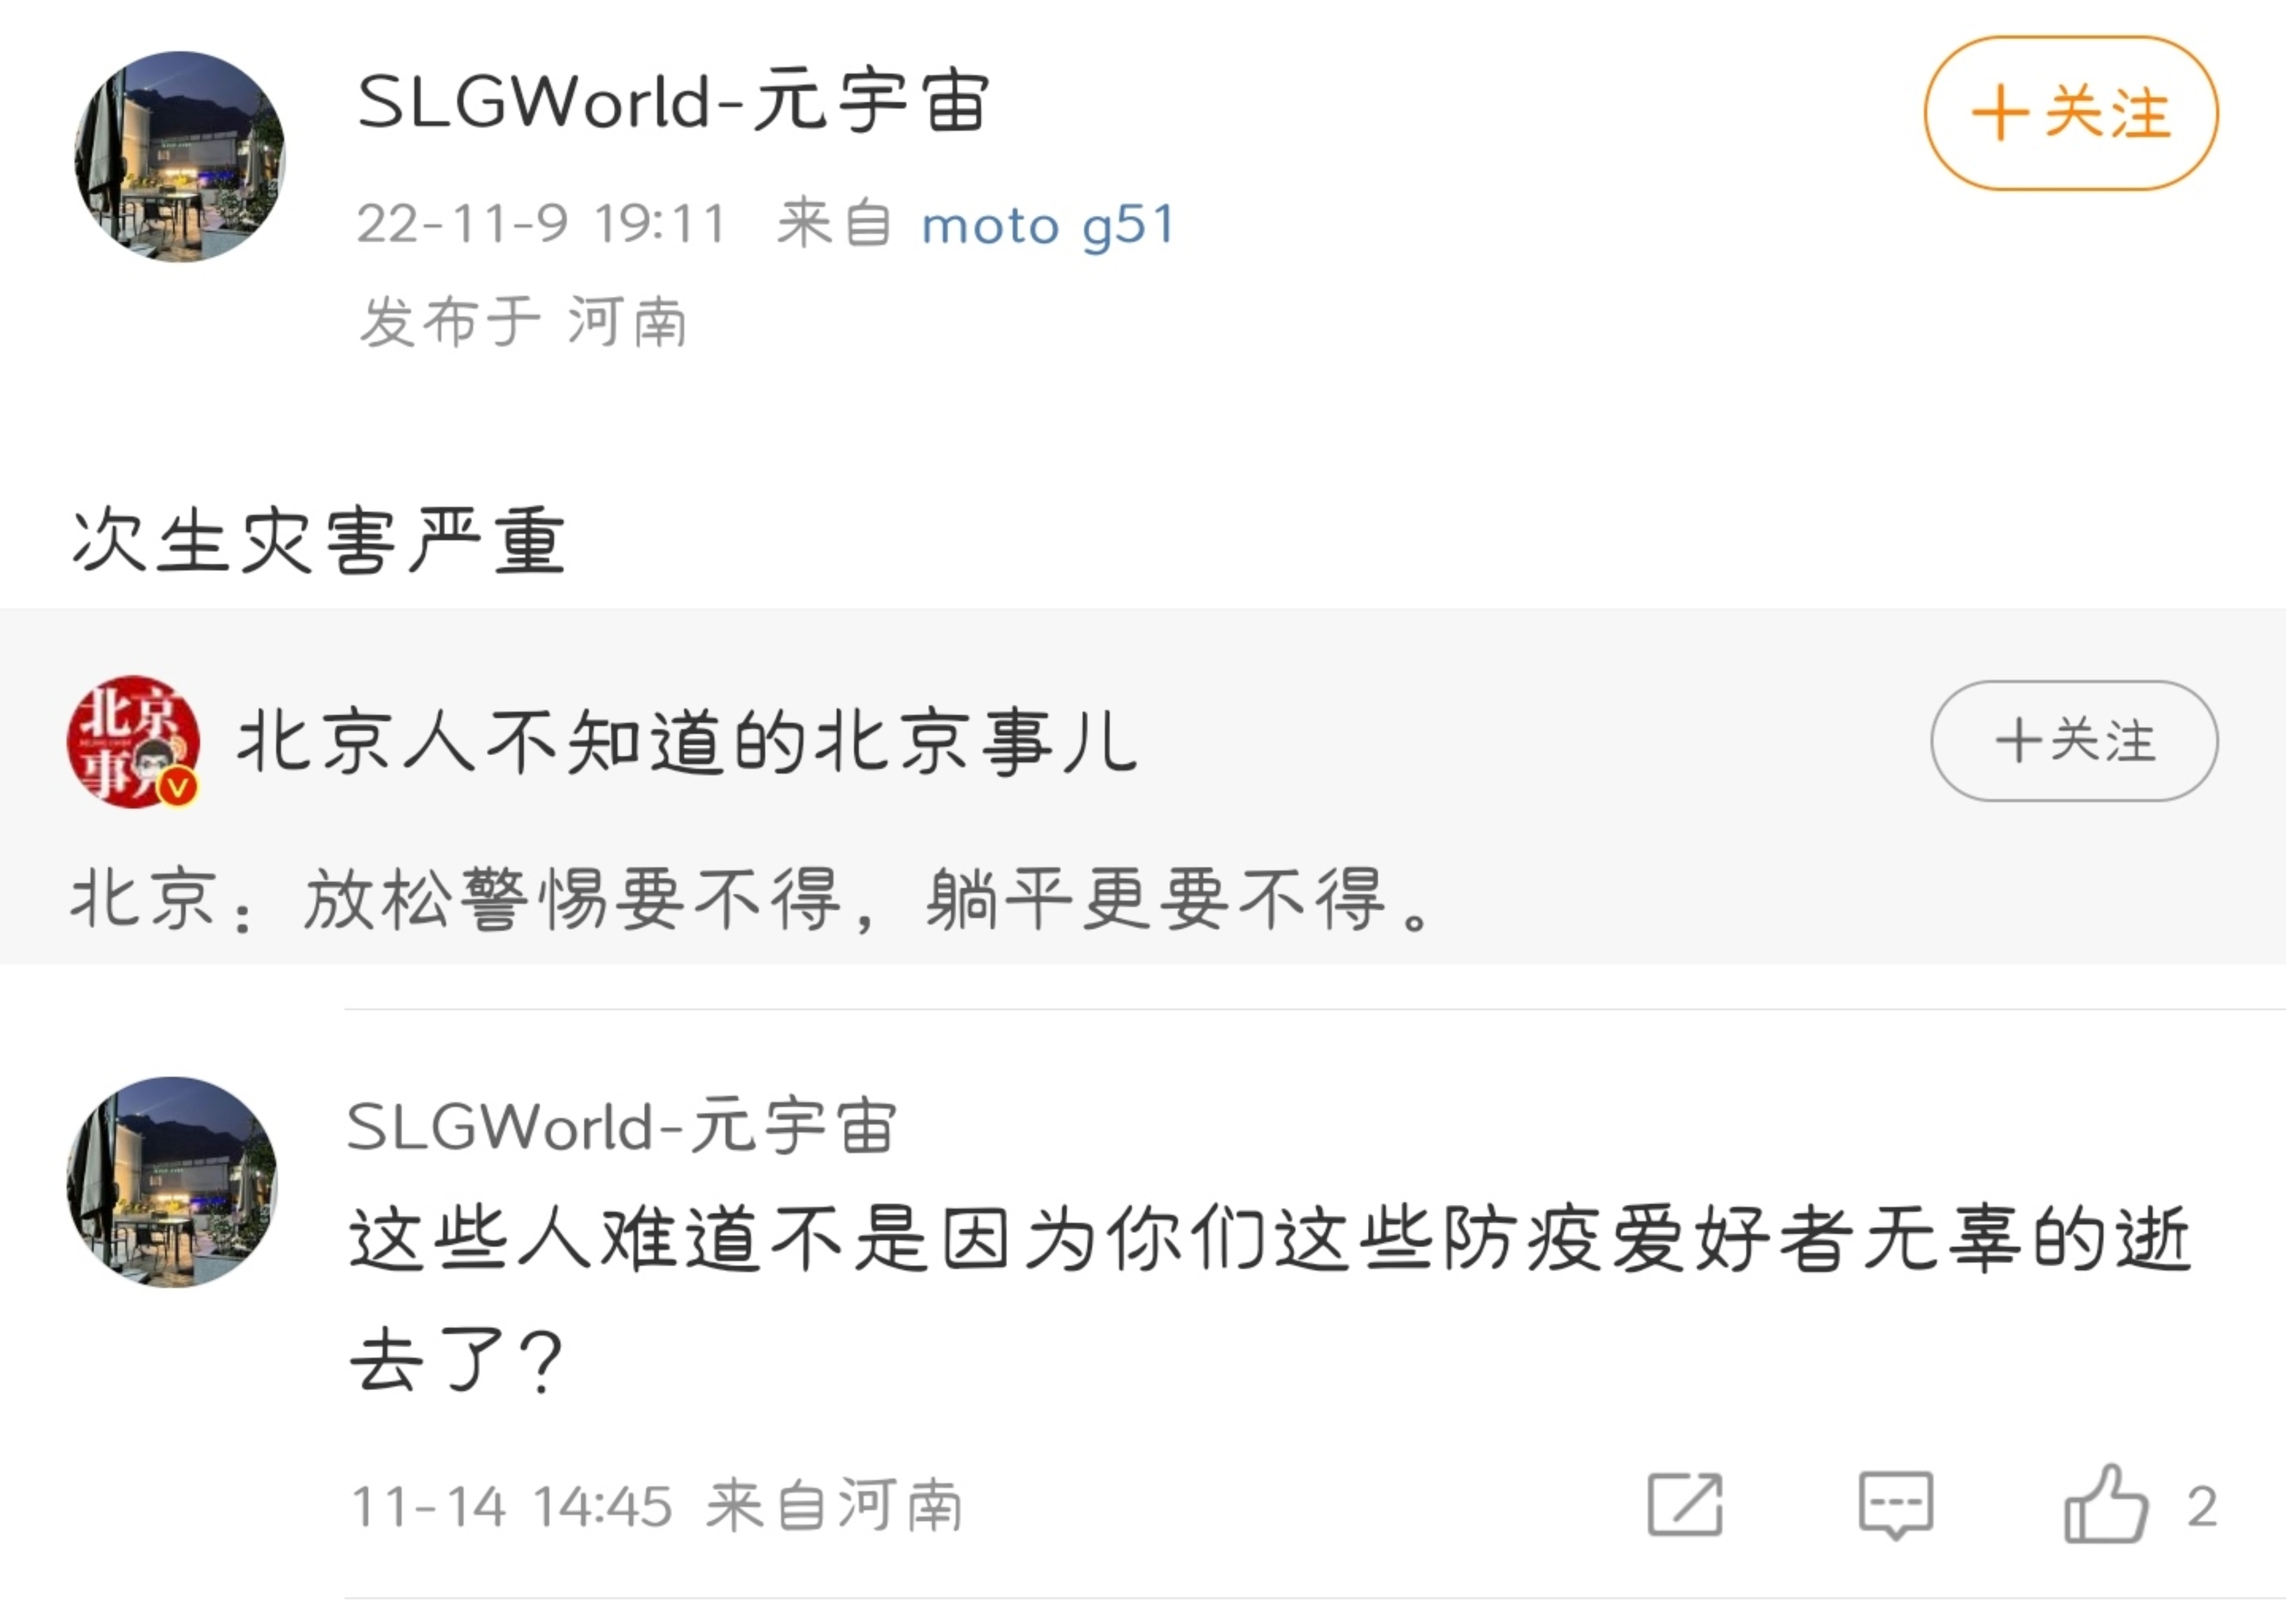 SLGWorld-元宇宙
+关注
22-11-9 19:11 来自 moto g51
发布于 河南
次生灾害严重
北京人不知道的北京事儿
+关注
北京：放松警惕要不得，躺平更要不得。
SLGWorld-元宇宙
这些人难道不是因为你们这些防疫爱好者无辜的逝
去了？
11-14 14:45 来自河南
2